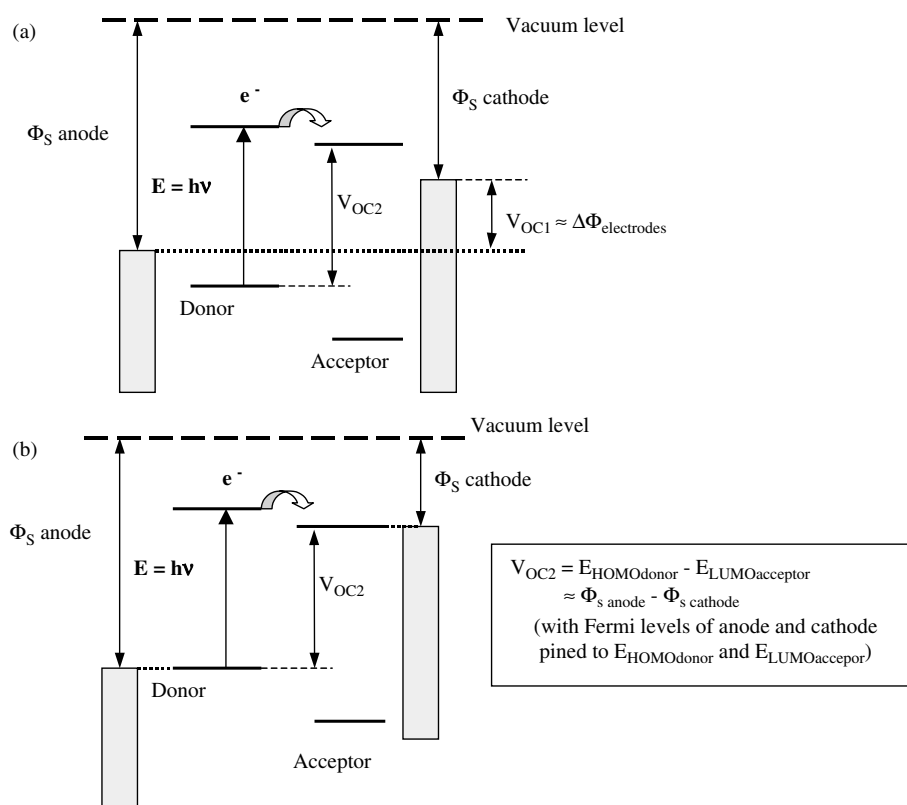 (a)
Vacuum level
Φ_S cathode
e⁻
Φ_S anode
E = hν
V_OC2
V_OC1 ≈ ΔΦ_electrodes
Donor
Acceptor
Vacuum level
(b)
Φ_S cathode
e⁻
Φ_S anode
E = hν
V_OC2
V_OC2 = E_HOMOdonor - E_LUMOacceptor
≈ Φ_s anode - Φ_s cathode
(with Fermi levels of anode and cathode
pined to E_HOMOdonor and E_LUMOaccepor)
Donor
Acceptor